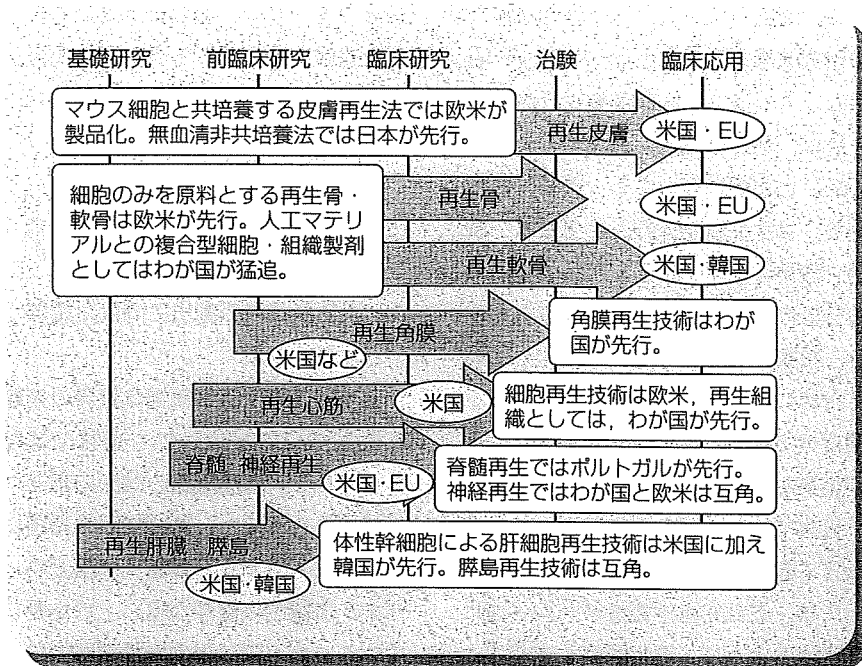 基礎研究 前臨床研究 臨床研究 治験 臨床応用
マウス細胞と共培養する皮膚再生法では欧米が
製品化。無血清非共培養法では日本が先行。
再生皮膚
米国・EU
細胞のみを原料とする再生骨・
軟骨は欧米が先行。人工マテリ
アルとの複合型細胞・組織製剤
としてはわが国が猛追。
再生骨
米国・EU
再生軟骨
米国・韓国
再生角膜
米国など
角膜再生技術はわが
国が先行。
再生心筋
米国
細胞再生技術は欧米，再生組
織としては，わが国が先行。
脊髄 神経再生
米国・EU
脊髄再生ではポルトガルが先行。
神経再生ではわが国と欧米は互角。
再生肝臓 膵島
米国・韓国
体性幹細胞による肝細胞再生技術は米国に加え
韓国が先行。膵島再生技術は互角。